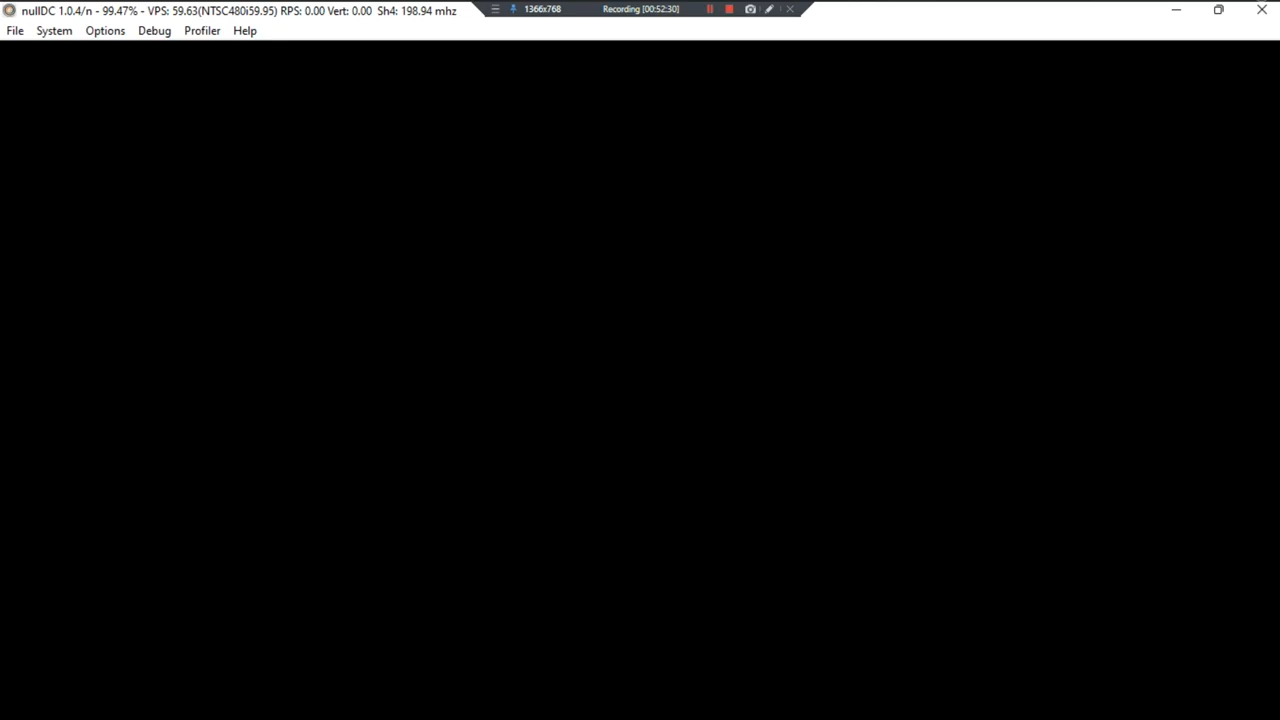 nullDC 1.0.4/n - 99.47% - VPS: 59.63(NTSC480i59.95) RPS: 0.00 Vert: 0.00 Sh4: 198.94 mhz
1366x768 Recording [00:52:30]
File System Options Debug Profiler Help